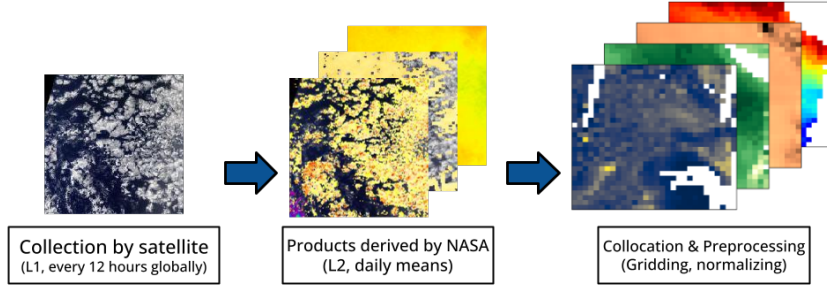 Collection by satellite
(L1, every 12 hours globally)
Products derived by NASA
(L2, daily means)
Collocation & Preprocessing
(Gridding, normalizing)